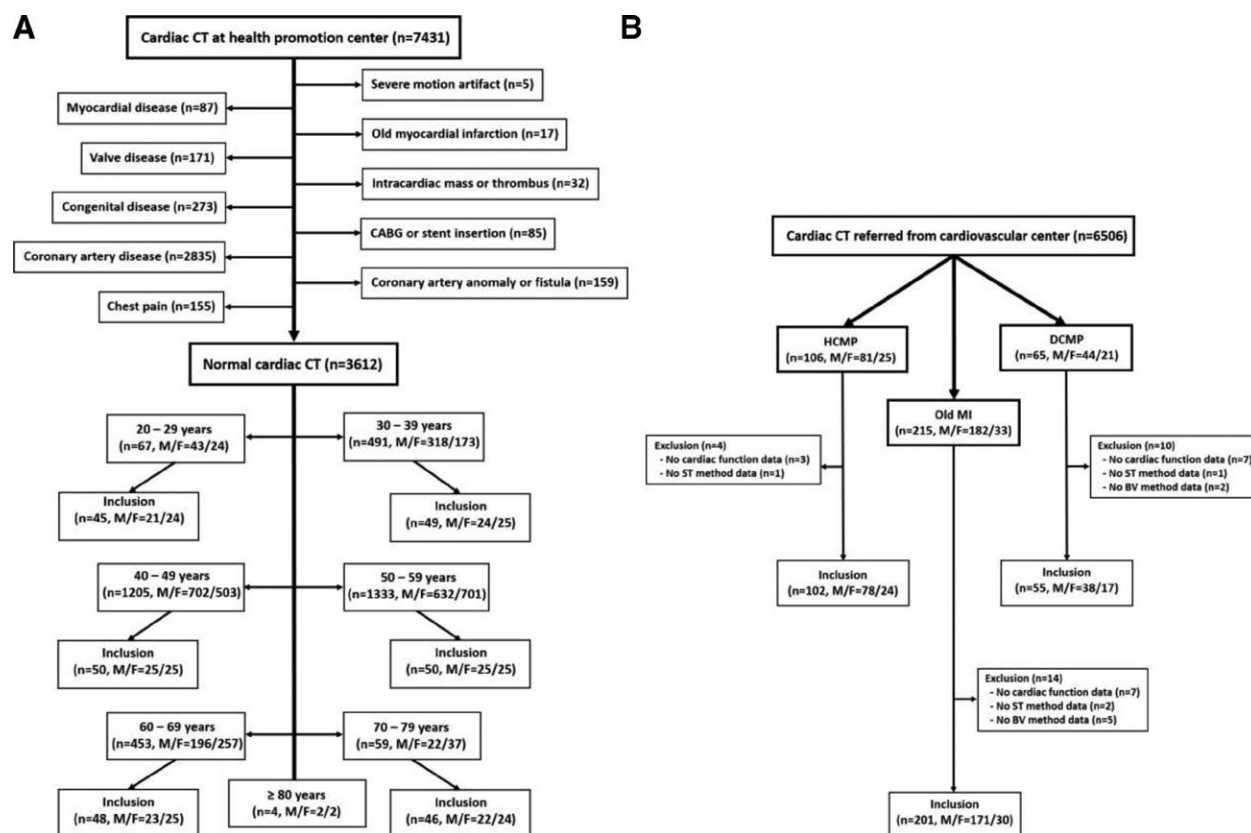 A
Cardiac CT at health promotion center (n=7431)
Severe motion artifact (n=5)
Myocardial disease (n=87)
Old myocardial infarction (n=17)
Valve disease (n=171)
Intracardiac mass or thrombus (n=32)
Congenital disease (n=273)
CABG or stent insertion (n=85)
Coronary artery disease (n=2835)
Coronary artery anomaly or fistula (n=159)
Chest pain (n=155)
Normal cardiac CT (n=3612)
20 – 29 years
(n=67, M/F=43/24)
30 – 39 years
(n=491, M/F=318/173)
Inclusion
(n=45, M/F=21/24)
Inclusion
(n=49, M/F=24/25)
40 – 49 years
(n=1205, M/F=702/503)
50 – 59 years
(n=1333, M/F=632/701)
Inclusion
(n=50, M/F=25/25)
Inclusion
(n=50, M/F=25/25)
60 – 69 years
(n=453, M/F=196/257)
70 – 79 years
(n=59, M/F=22/37)
Inclusion
(n=48, M/F=23/25)
≥ 80 years
(n=4, M/F=2/2)
Inclusion
(n=46, M/F=22/24)
B
Cardiac CT referred from cardiovascular center (n=6506)
HCMP
(n=106, M/F=81/25)
DCMP
(n=65, M/F=44/21)
Old MI
(n=215, M/F=182/33)
Exclusion (n=4)
- No cardiac function data (n=3)
- No ST method data (n=1)
Exclusion (n=10)
- No cardiac function data (n=7)
- No ST method data (n=1)
- No BV method data (n=2)
Inclusion
(n=102, M/F=78/24)
Inclusion
(n=55, M/F=38/17)
Exclusion (n=14)
- No cardiac function data (n=7)
- No ST method data (n=2)
- No BV method data (n=5)
Inclusion
(n=201, M/F=171/30)